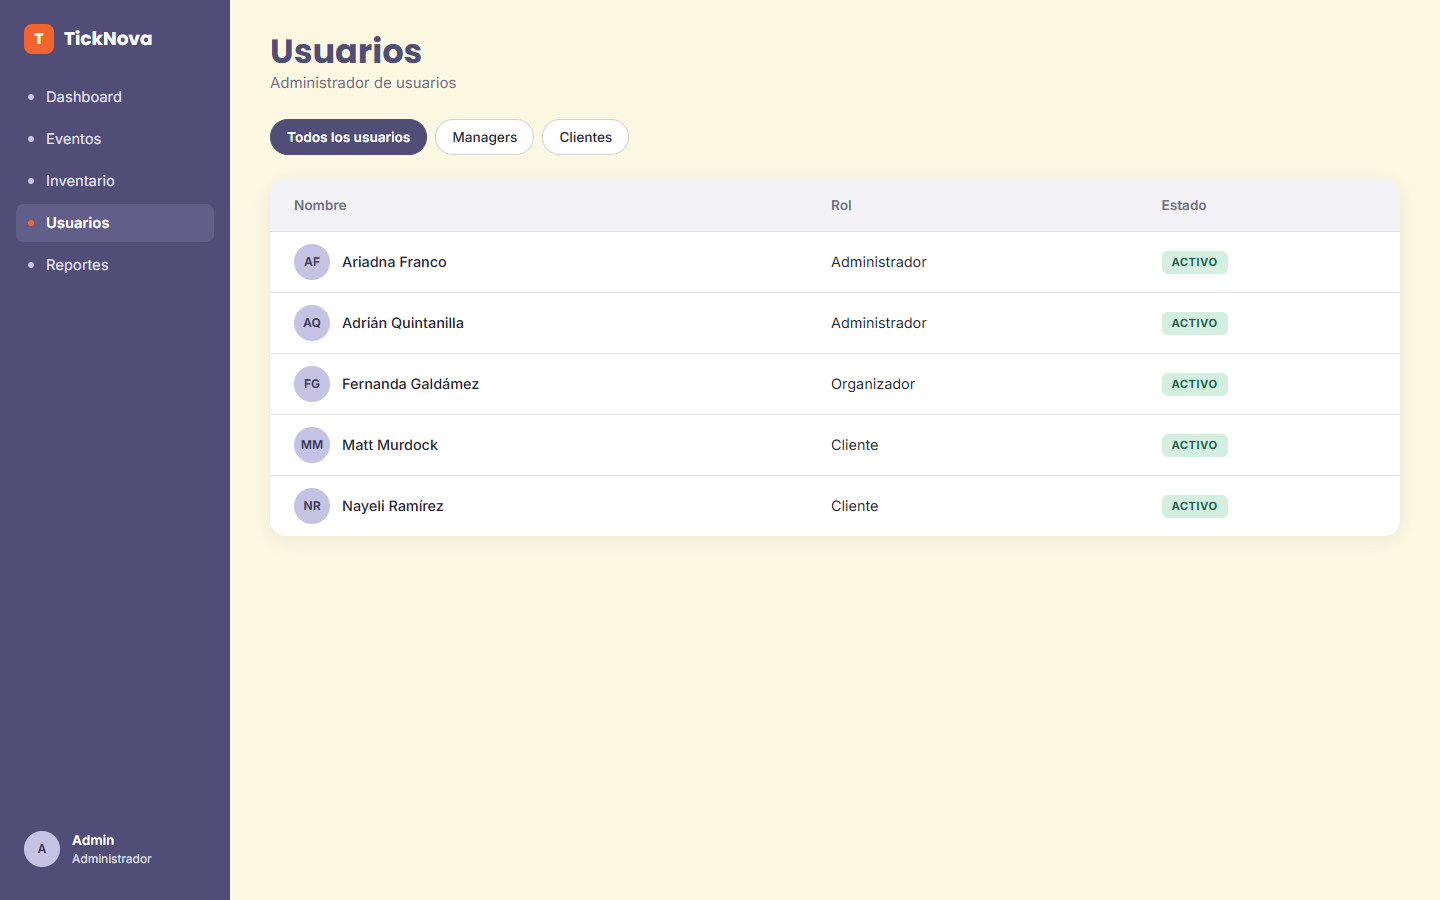 T TickNova
Dashboard
Eventos
Inventario
Usuarios
Reportes
A Admin
Administrador
Usuarios
Administrador de usuarios
Todos los usuarios Managers Clientes
Nombre Rol Estado
AF Ariadna Franco Administrador ACTIVO
AQ Adrián Quintanilla Administrador ACTIVO
FG Fernanda Galdámez Organizador ACTIVO
MM Matt Murdock Cliente ACTIVO
NR Nayeli Ramírez Cliente ACTIVO